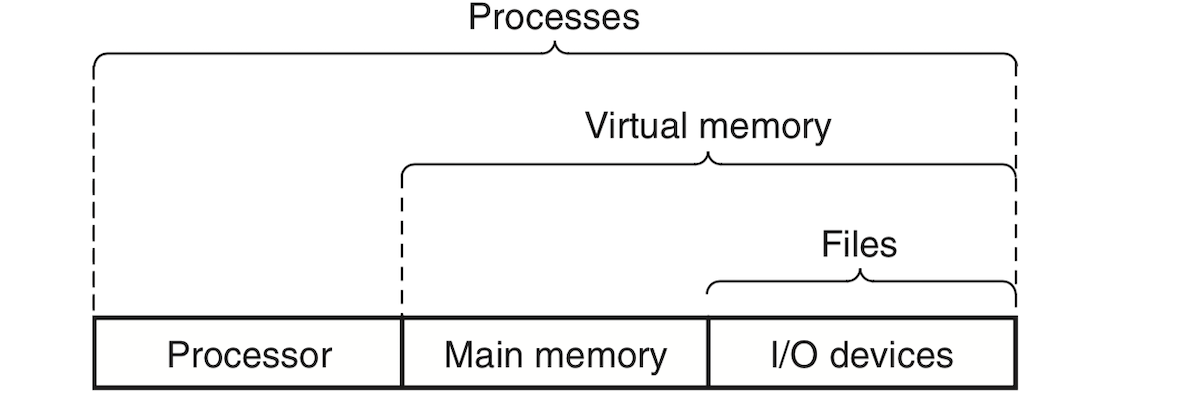 Processes
Virtual memory
Files
Processor
Main memory
I/O devices